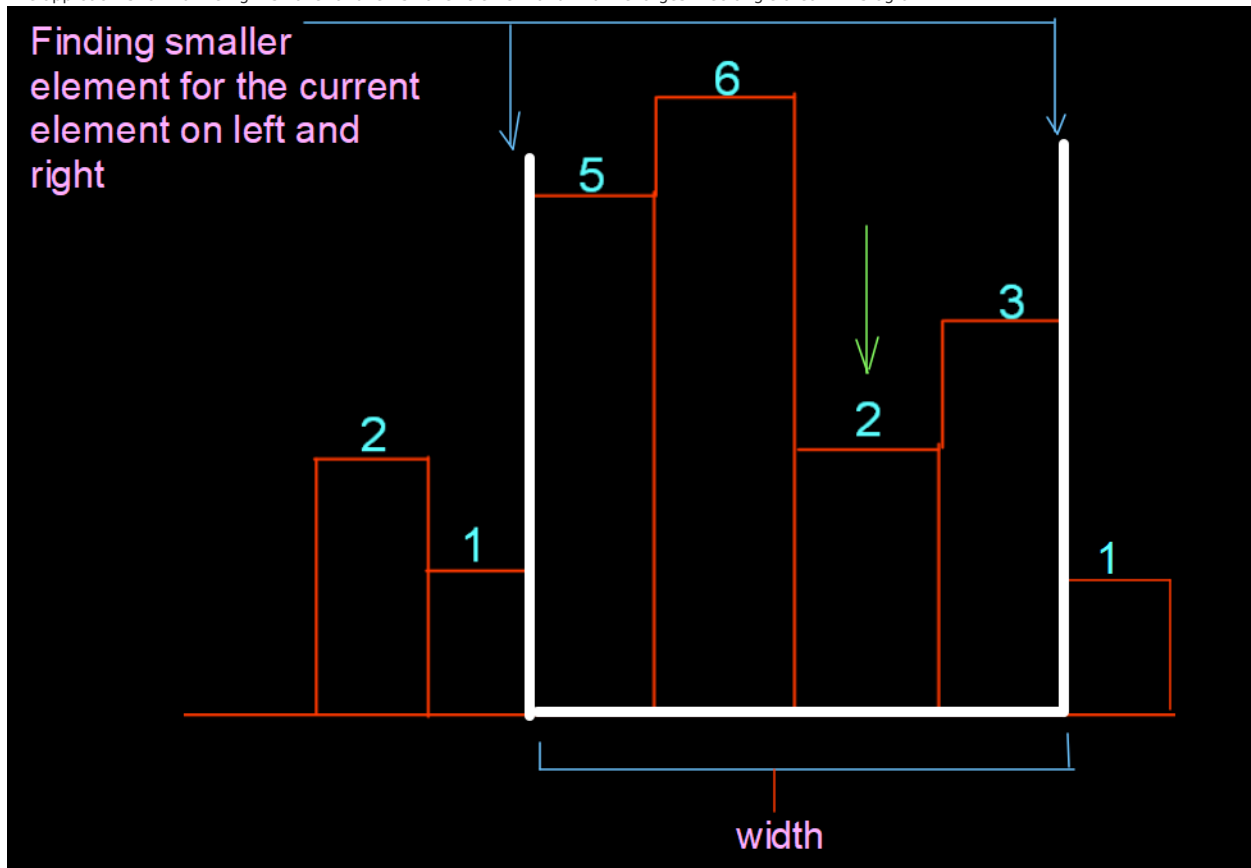 Finding smaller
element for the current
element on left and
right
6
5
3
2
2
1
1
width